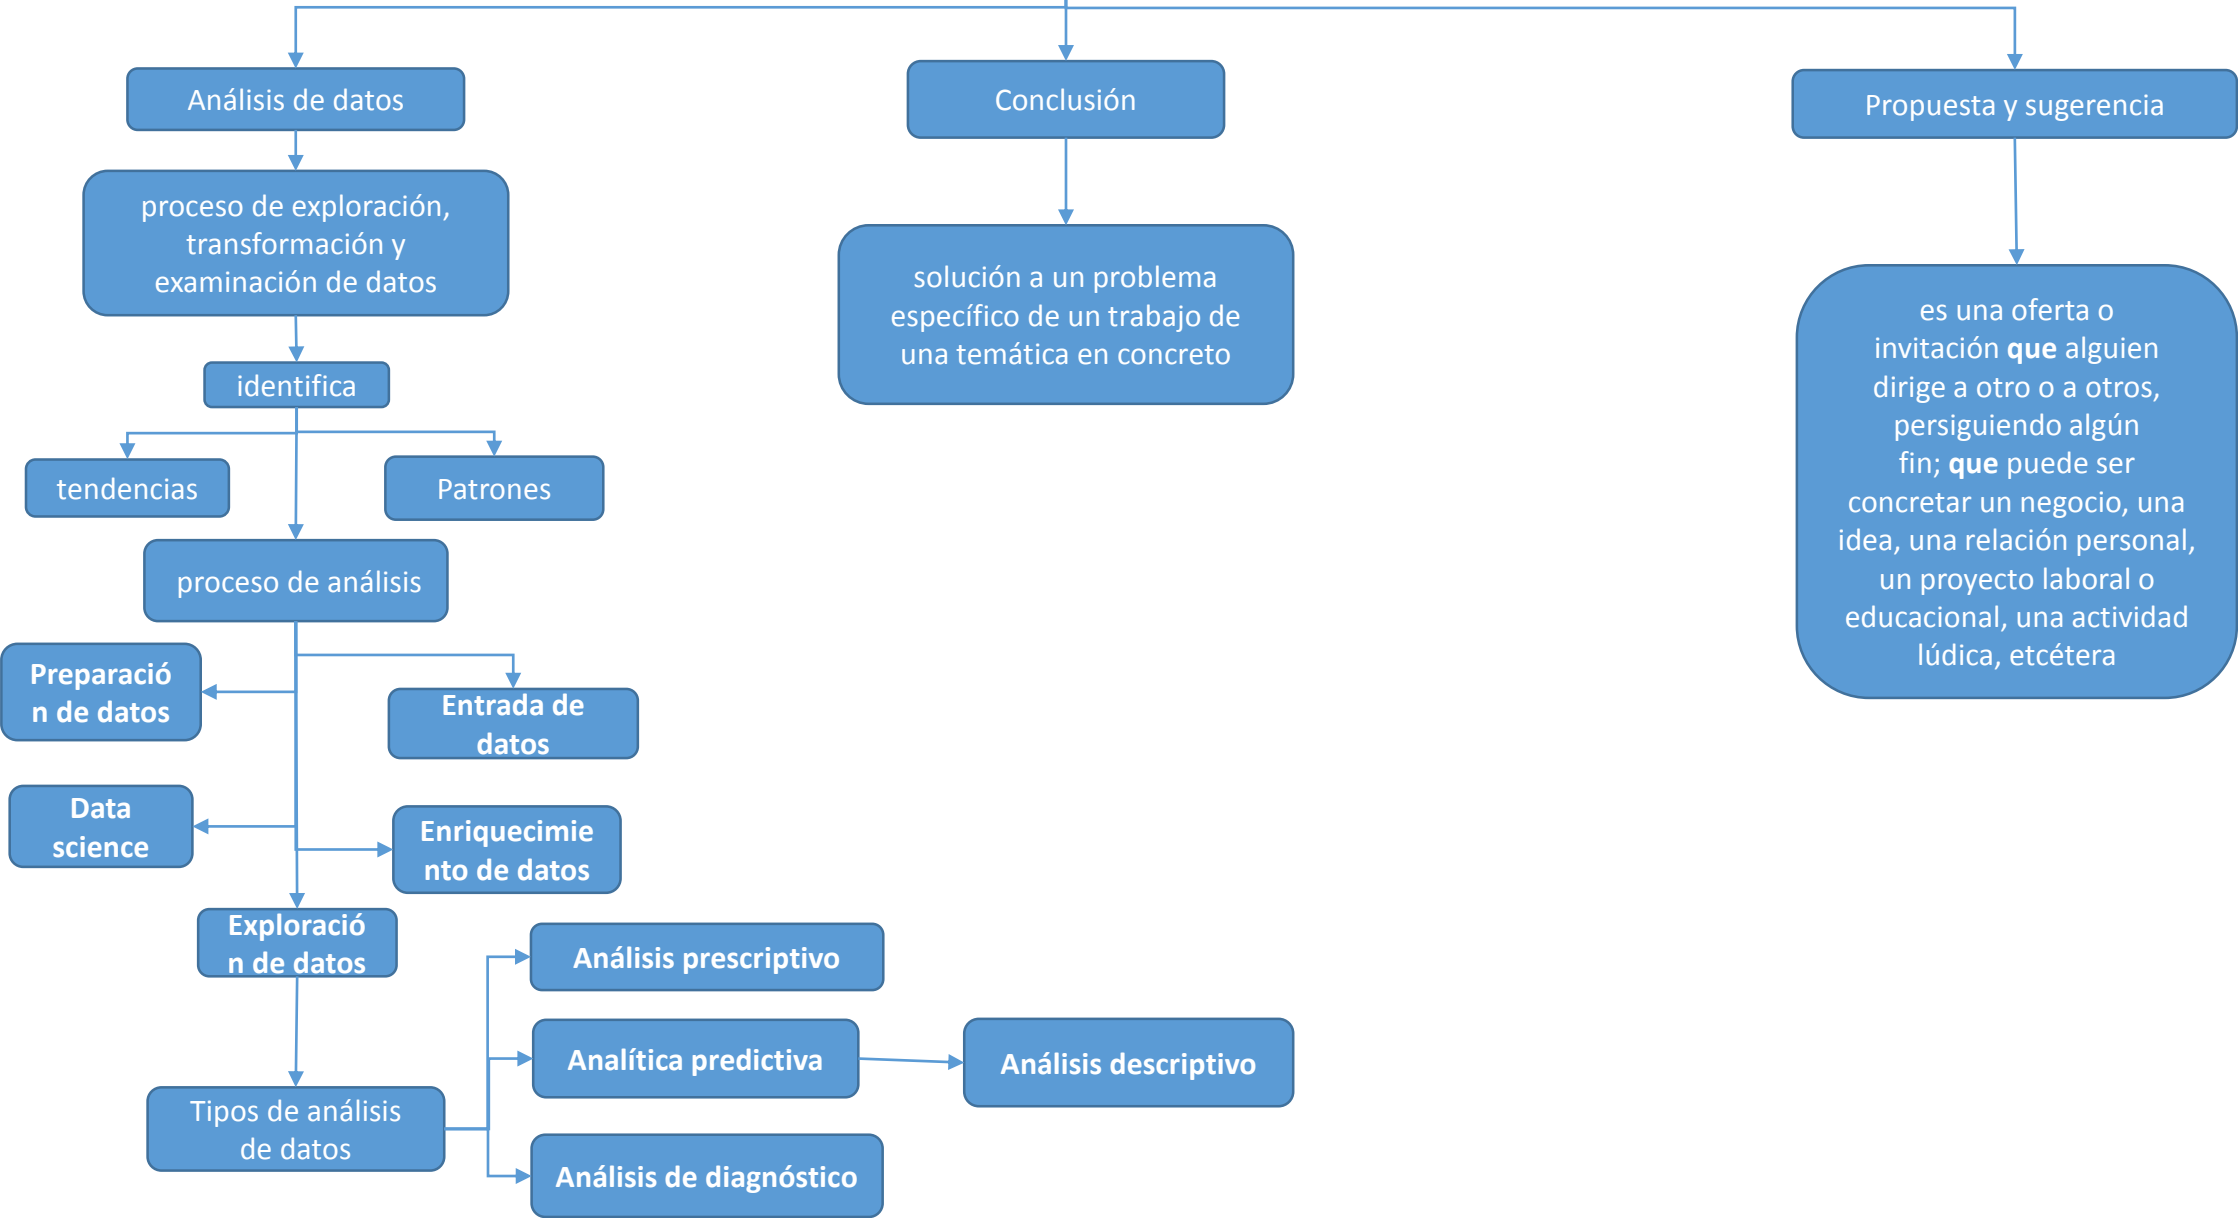 Análisis de datos
Conclusión
Propuesta y sugerencia
proceso de exploración,
transformación y
examinación de datos
solución a un problema
específico de un trabajo de
una temática en concreto
es una oferta o
invitación que alguien
dirige a otro o a otros,
persiguiendo algún
fin; que puede ser
concretar un negocio, una
idea, una relación personal,
un proyecto laboral o
educacional, una actividad
lúdica, etcétera
identifica
tendencias
Patrones
proceso de análisis
Preparació
n de datos
Entrada de
datos
Data
science
Enriquecimie
nto de datos
Exploració
n de datos
Análisis prescriptivo
Analítica predictiva
Análisis descriptivo
Tipos de análisis
de datos
Análisis de diagnóstico